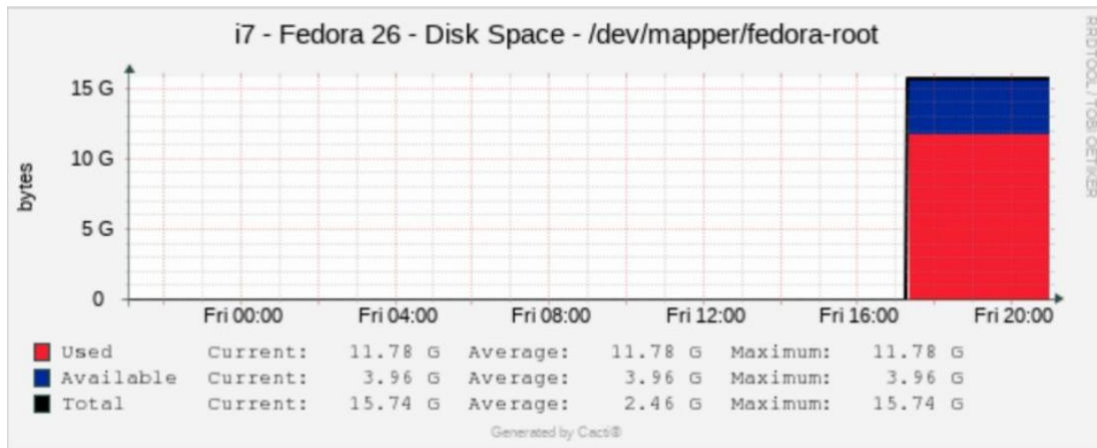 i7 - Fedora 26 - Disk Space - /dev/mapper/fedora-root
RRDTOOL / TOBI OETIKER
15 G
10 G
5 G
0
bytes
Fri 00:00 Fri 04:00 Fri 08:00 Fri 12:00 Fri 16:00 Fri 20:00
Used Current: 11.78 G Average: 11.78 G Maximum: 11.78 G
Available Current: 3.96 G Average: 3.96 G Maximum: 3.96 G
Total Current: 15.74 G Average: 2.46 G Maximum: 15.74 G
Generated by Cacti®